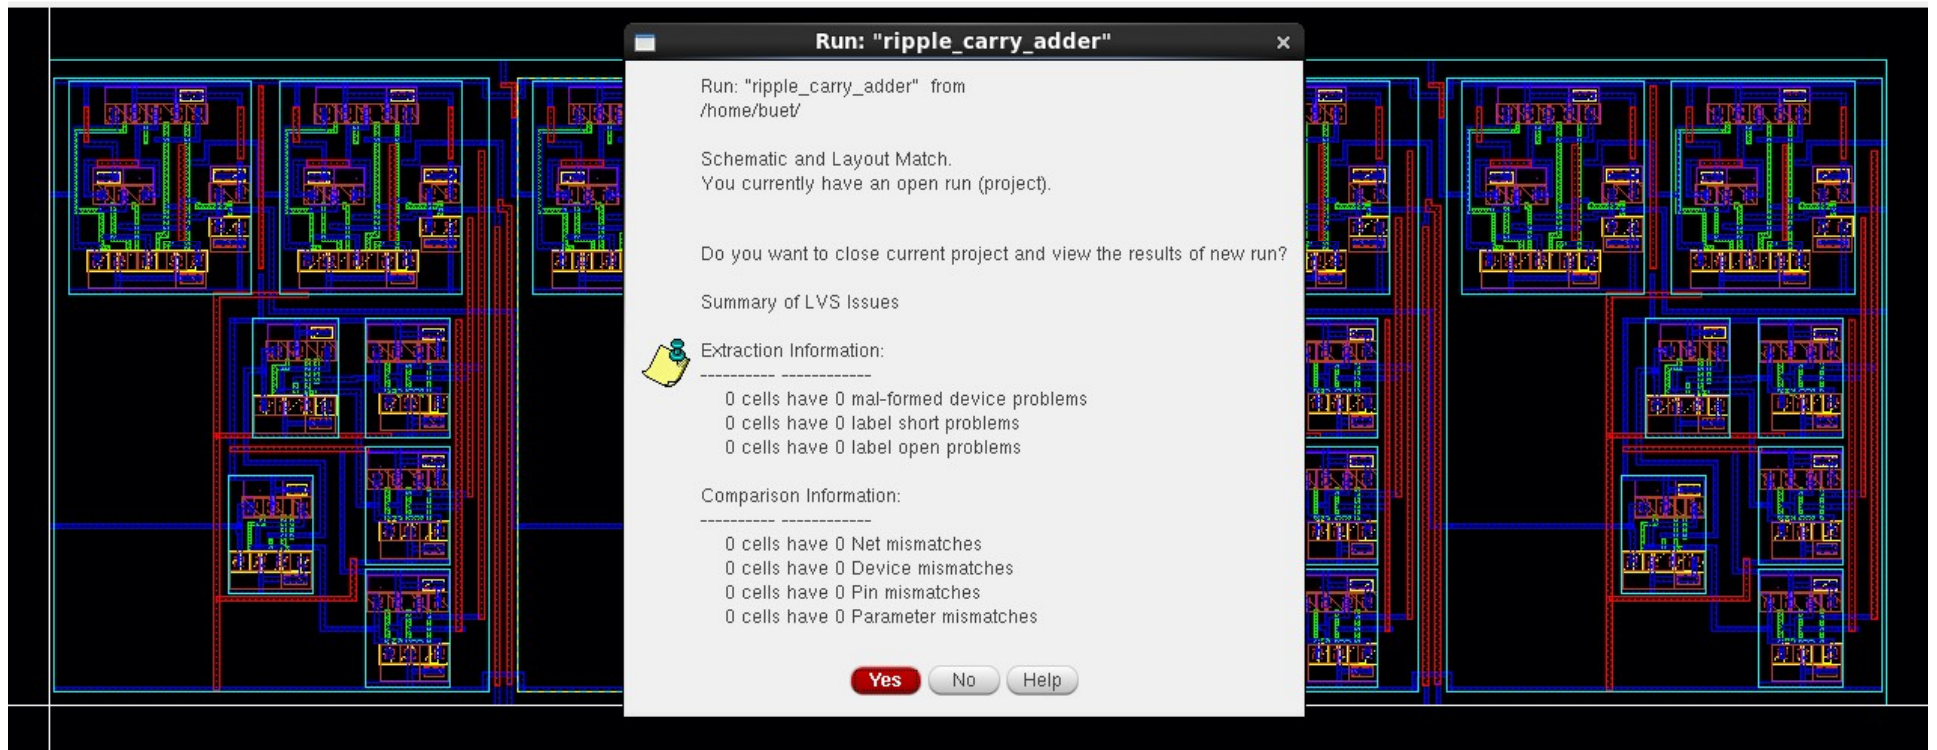 Run: "ripple_carry_adder"
Run: "ripple_carry_adder" from
/home/buet/
Schematic and Layout Match.
You currently have an open run (project).
Do you want to close current project and view the results of new run?
Summary of LVS Issues
Extraction Information:
---------- ------------
0 cells have 0 mal-formed device problems
0 cells have 0 label short problems
0 cells have 0 label open problems
Comparison Information:
---------- ------------
0 cells have 0 Net mismatches
0 cells have 0 Device mismatches
0 cells have 0 Pin mismatches
0 cells have 0 Parameter mismatches
Yes No Help